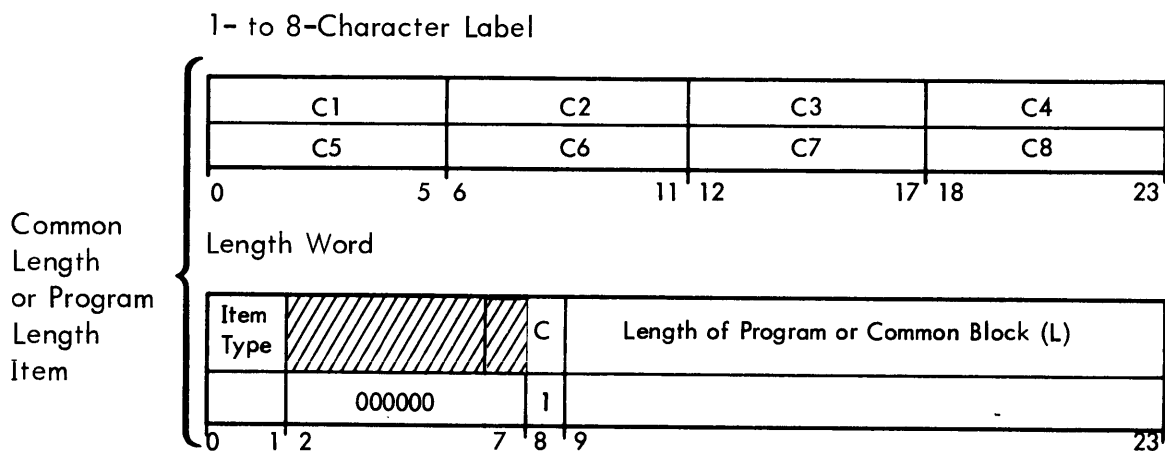 1- to 8-Character Label
C1 C2 C3 C4
C5 C6 C7 C8
0 5 6 11 12 17 18 23
Common
Length
or Program
Length
Item
Length Word
Item
Type
C
Length of Program or Common Block (L)
000000 1
0 1 2 7 8 9 23